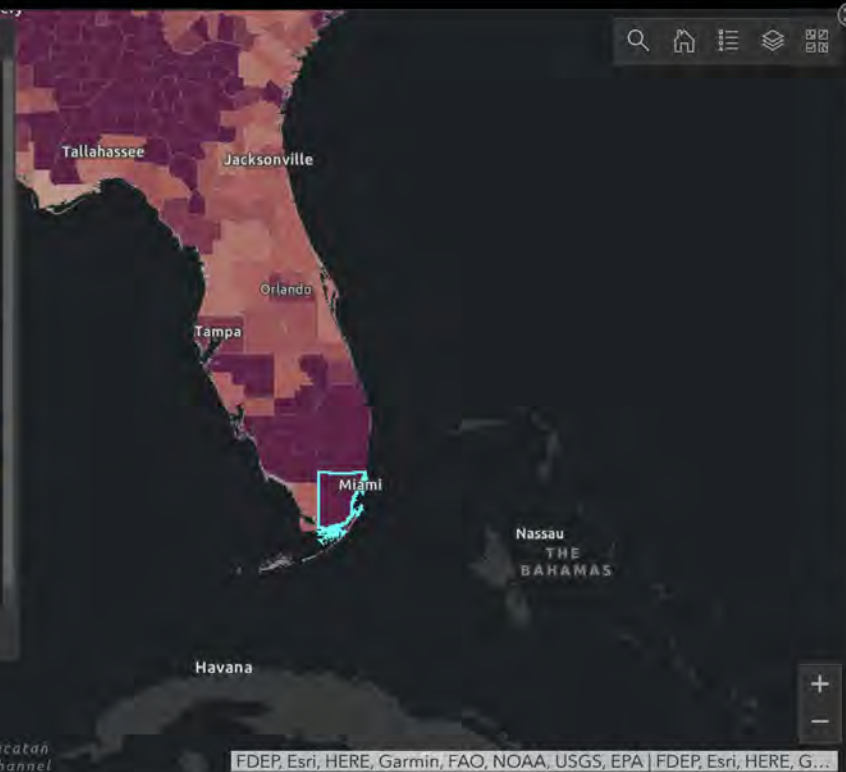 Tallahassee
Jacksonville
Orlando
Tampa
Miami
Nassau
THE
BAHAMAS
Havana
FDEP, Esri, HERE, Garmin, FAO, NOAA, USGS, EPA | FDEP, Esri, HERE, G...